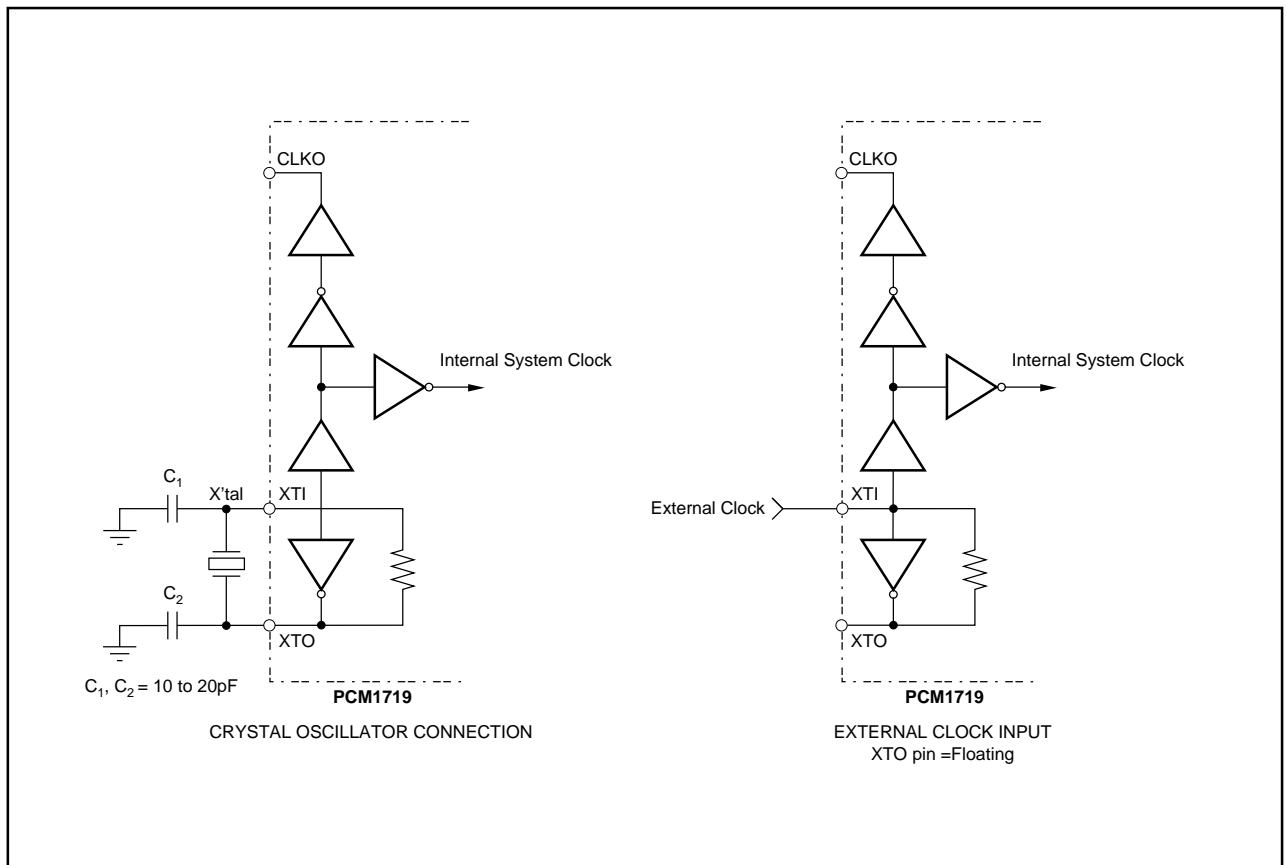 CLKO
Internal System Clock
C1
X'tal
XTI
C2
XTO
C1, C2 = 10 to 20pF
PCM1719
CRYSTAL OSCILLATOR CONNECTION
CLKO
Internal System Clock
XTI
External Clock
XTO
PCM1719
EXTERNAL CLOCK INPUT
XTO pin =Floating